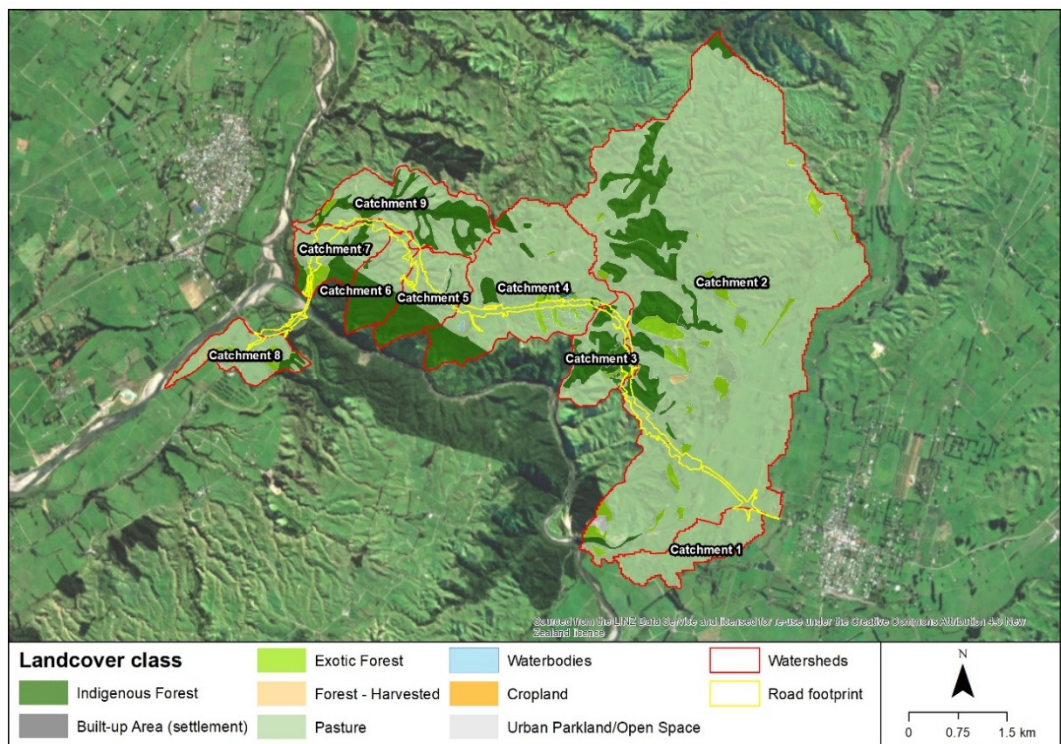 Catchment 9
Catchment 7
Catchment 6
Catchment 5
Catchment 4
Catchment 2
Catchment 3
Catchment 8
Catchment 1
Sourced from the LINZ Data Service and licensed for re-use under the Creative Commons Attribution 4.0 New
Zealand licence
Landcover class
Indigenous Forest
Built-up Area (settlement)
Exotic Forest
Forest - Harvested
Pasture
Waterbodies
Cropland
Urban Parkland/Open Space
Watersheds
Road footprint
N
0 0.75 1.5 km